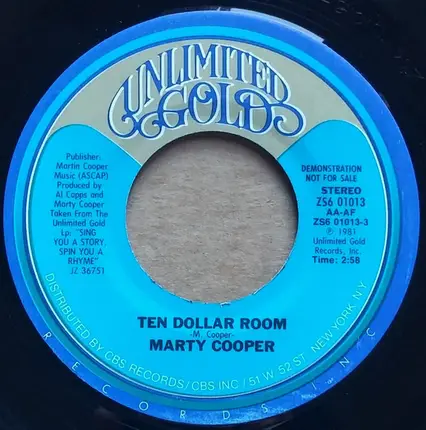 UNLIMITED
GOLD
Publisher:
Martin Cooper
Music (ASCAP)
Produced by
Al Capps and
Marty Cooper
Taken From The
Unlimited Gold
Lp: "SING
YOU A STORY,
SPIN YOU A
RHYME"
JZ 36751
DEMONSTRATION
NOT FOR SALE
STEREO
ZS6 01013
AA-AF
ZS6 01013-3
℗ 1981
Unlimited Gold
Records, Inc.
Time: 2:58
TEN DOLLAR ROOM
-M. Cooper-
MARTY COOPER
DISTRIBUTED BY CBS RECORDS/CBS INC/51 W. 52 ST. NEW YORK, NY
RECORDS, INC